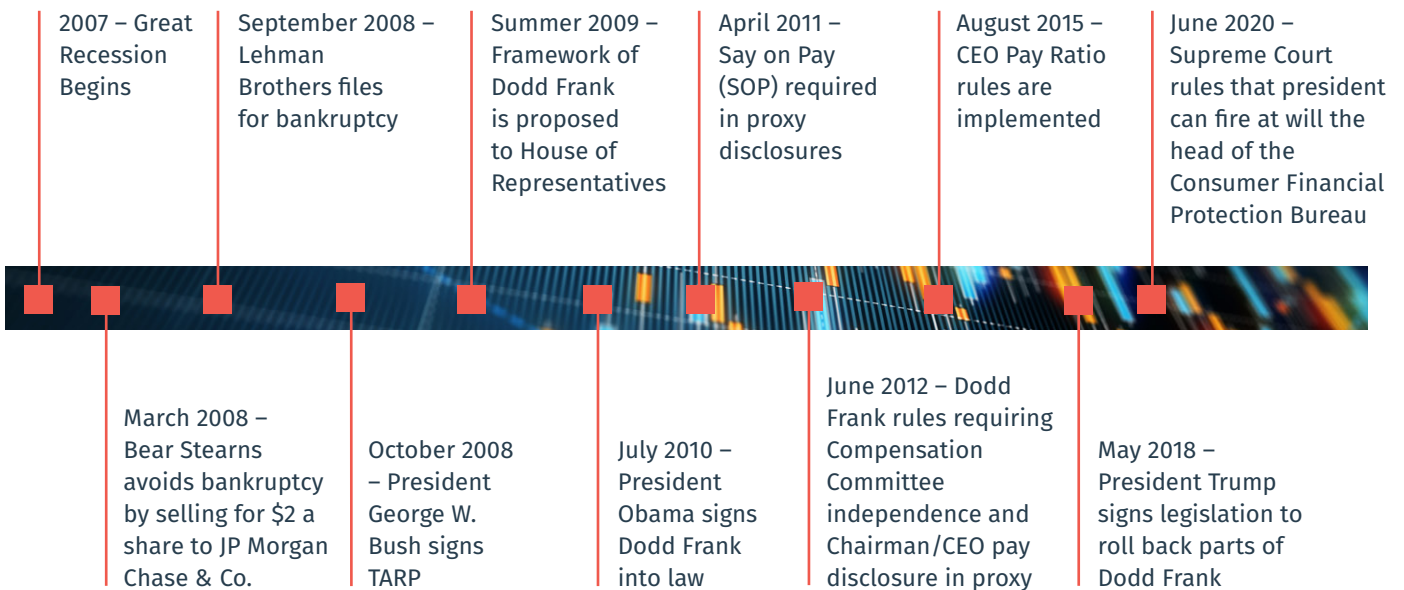 2007 – Great
Recession
Begins
September 2008 –
Lehman
Brothers files
for bankruptcy
Summer 2009 –
Framework of
Dodd Frank
is proposed
to House of
Representatives
April 2011 –
Say on Pay
(SOP) required
in proxy
disclosures
August 2015 –
CEO Pay Ratio
rules are
implemented
June 2020 –
Supreme Court
rules that president
can fire at will the
head of the
Consumer Financial
Protection Bureau
March 2008 –
Bear Stearns
avoids bankruptcy
by selling for $2 a
share to JP Morgan
Chase & Co.
October 2008
– President
George W.
Bush signs
TARP
July 2010 –
President
Obama signs
Dodd Frank
into law
June 2012 – Dodd
Frank rules requiring
Compensation
Committee
independence and
Chairman/CEO pay
disclosure in proxy
May 2018 –
President Trump
signs legislation to
roll back parts of
Dodd Frank